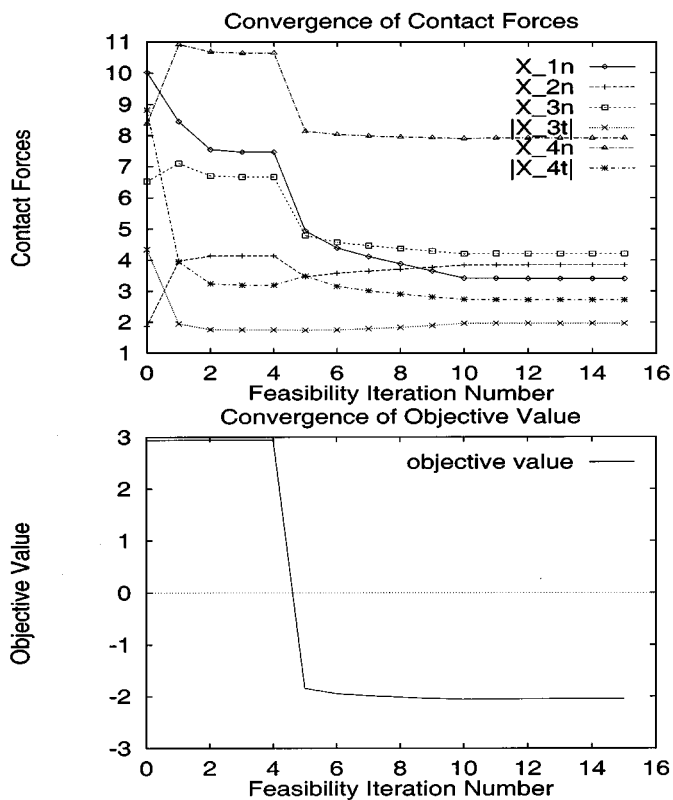 Convergence of Contact Forces
11
10
9
8
7
6
5
4
3
2
1
Contact Forces
X_1n
X_2n
X_3n
|X_3t|
X_4n
|X_4t|
0 2 4 6 8 10 12 14 16
Feasibility Iteration Number
Convergence of Objective Value
3
2
1
0
-1
-2
-3
Objective Value
objective value
0 2 4 6 8 10 12 14 16
Feasibility Iteration Number